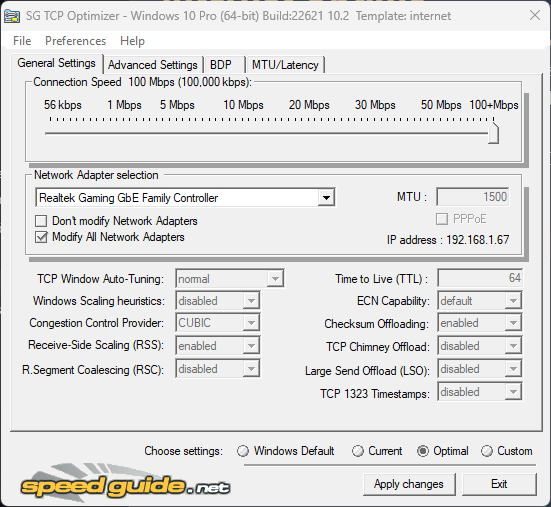 SG TCP Optimizer - Windows 10 Pro (64-bit) Build:22621 10.2 Template: internet
File Preferences Help
General Settings Advanced Settings BDP MTU/Latency
Connection Speed 100 Mbps (100,000 kbps):
56 kbps 1 Mbps 5 Mbps 10 Mbps 20 Mbps 30 Mbps 50 Mbps 100+Mbps
Network Adapter selection
Realtek Gaming GbE Family Controller MTU : 1500
Don't modify Network Adapters PPPoE
Modify All Network Adapters IP address : 192.168.1.67
TCP Window Auto-Tuning: normal Time to Live (TTL) : 64
Windows Scaling heuristics: disabled ECN Capability: default
Congestion Control Provider: CUBIC Checksum Offloading: enabled
Receive-Side Scaling (RSS): enabled TCP Chimney Offload: disabled
R.Segment Coalescing (RSC): disabled Large Send Offload (LSO): disabled
TCP 1323 Timestamps: disabled
Choose settings: Windows Default Current Optimal Custom
speed guide.net Apply changes Exit